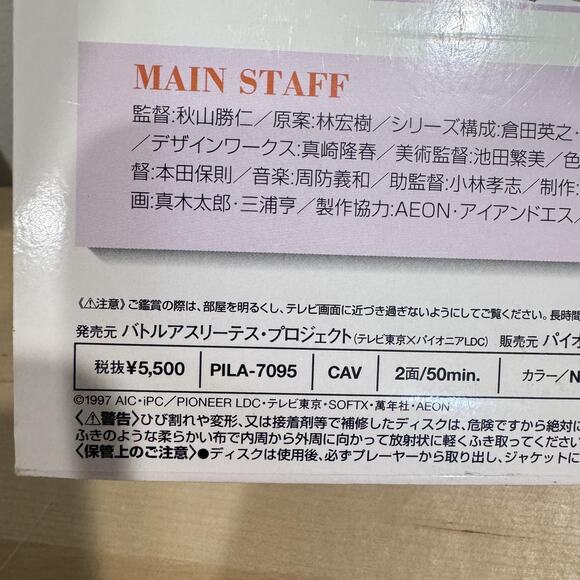 MAIN STAFF
監督:秋山勝仁／原案:林宏樹／シリーズ構成:倉田英之
／デザインワークス:真崎隆春／美術監督:池田繁美／色
督:本田保則／音楽:周防義和／助監督:小林孝志／制作:
画:真木太郎・三浦亨／製作協力:AEON・アイアンドエス／
《⚠注意》ご鑑賞の際は、部屋を明るくし、テレビ画面に近づき過ぎないようにしてご覧ください。長時間
発売元 バトルアスリーテス・プロジェクト(テレビ東京×パイオニアLDC) 販売元 パイオ
税抜¥5,500 PILA-7095 CAV 2面/50min. カラー/N
©1997 AIC・iPC/PIONEER LDC・テレビ東京・SOFTX・萬年社・AEON
〈⚠警告〉ひび割れや変形、又は接着剤等で補修したディスクは、危険ですから絶対に
ふきのような柔らかい布で内周から外周に向かって放射状に軽くふき取ってください
〈保管上のご注意〉●ディスクは使用後、必ずプレーヤーから取り出し、ジャケットに